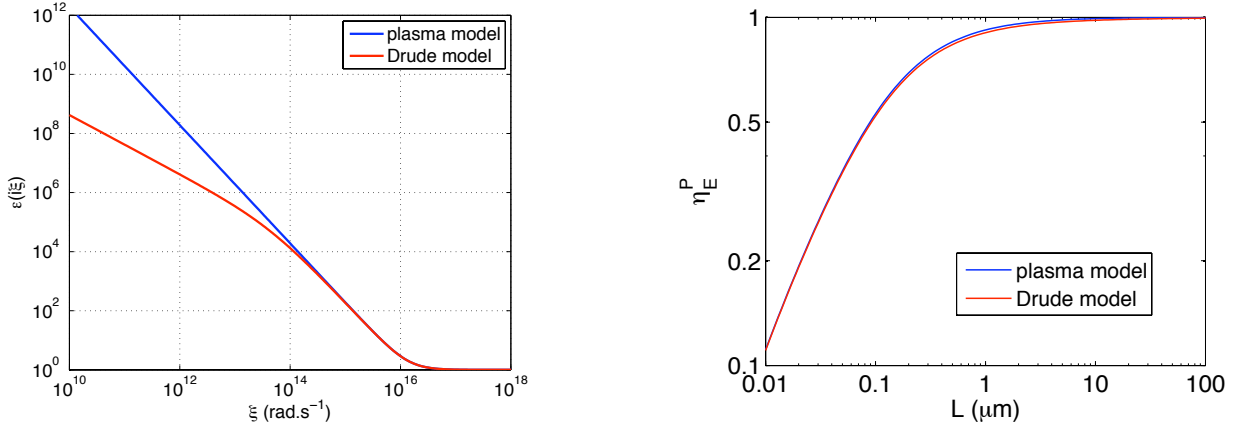 10^12
10^10
10^8
10^6
10^4
10^2
10^0
ε(iξ)
10^10 10^12 10^14 10^16 10^18
ξ (rad.s⁻¹)
plasma model
Drude model
1
0.5
0.2
0.1
η_E^P
0.01 0.1 1 10 100
L (μm)
plasma model
Drude model